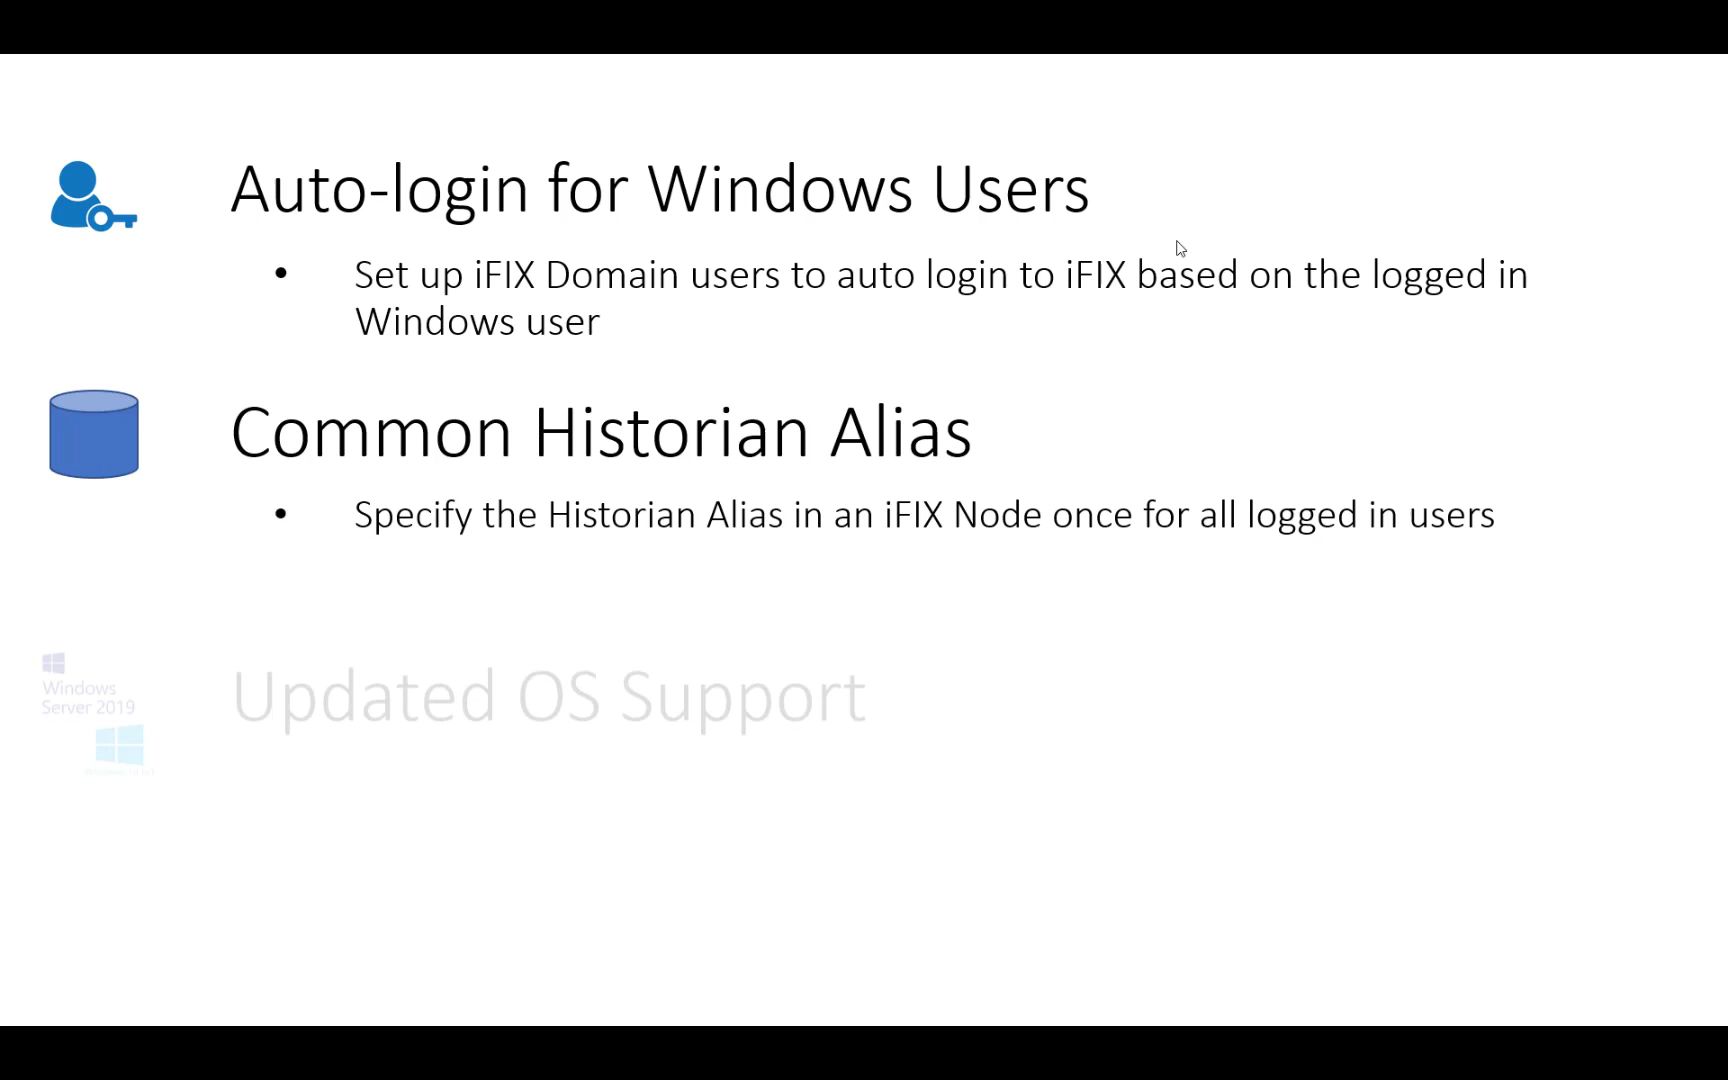 Auto-login for Windows Users
• Set up iFIX Domain users to auto login to iFIX based on the logged in
Windows user
Common Historian Alias
• Specify the Historian Alias in an iFIX Node once for all logged in users
Windows
Server 2019
Updated OS Support